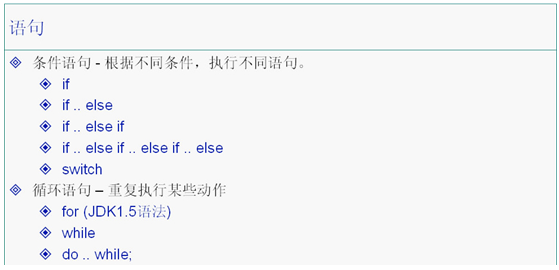 语句
条件语句 - 根据不同条件，执行不同语句。
if
if .. else
if .. else if
if .. else if .. else if .. else
switch
循环语句 – 重复执行某些动作
for (JDK1.5语法)
while
do .. while;